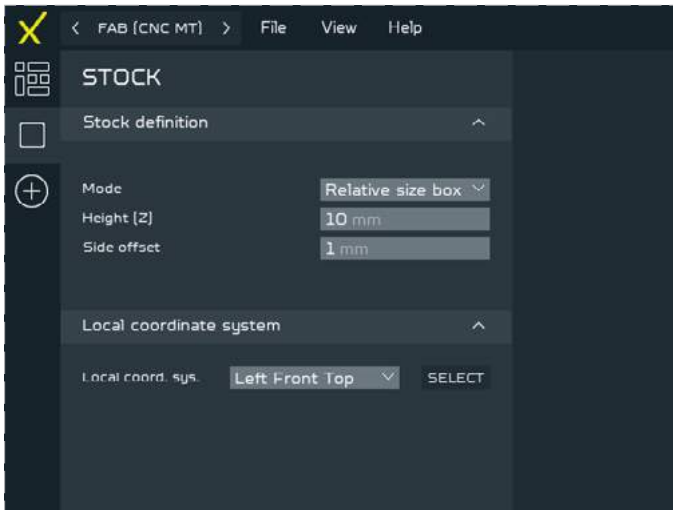 < FAB (CNC MT) > File View Help
STOCK
Stock definition
Mode Relative size box
Height (Z) 10 mm
Side offset 1 mm
Local coordinate system
Local coord. sys. Left Front Top SELECT